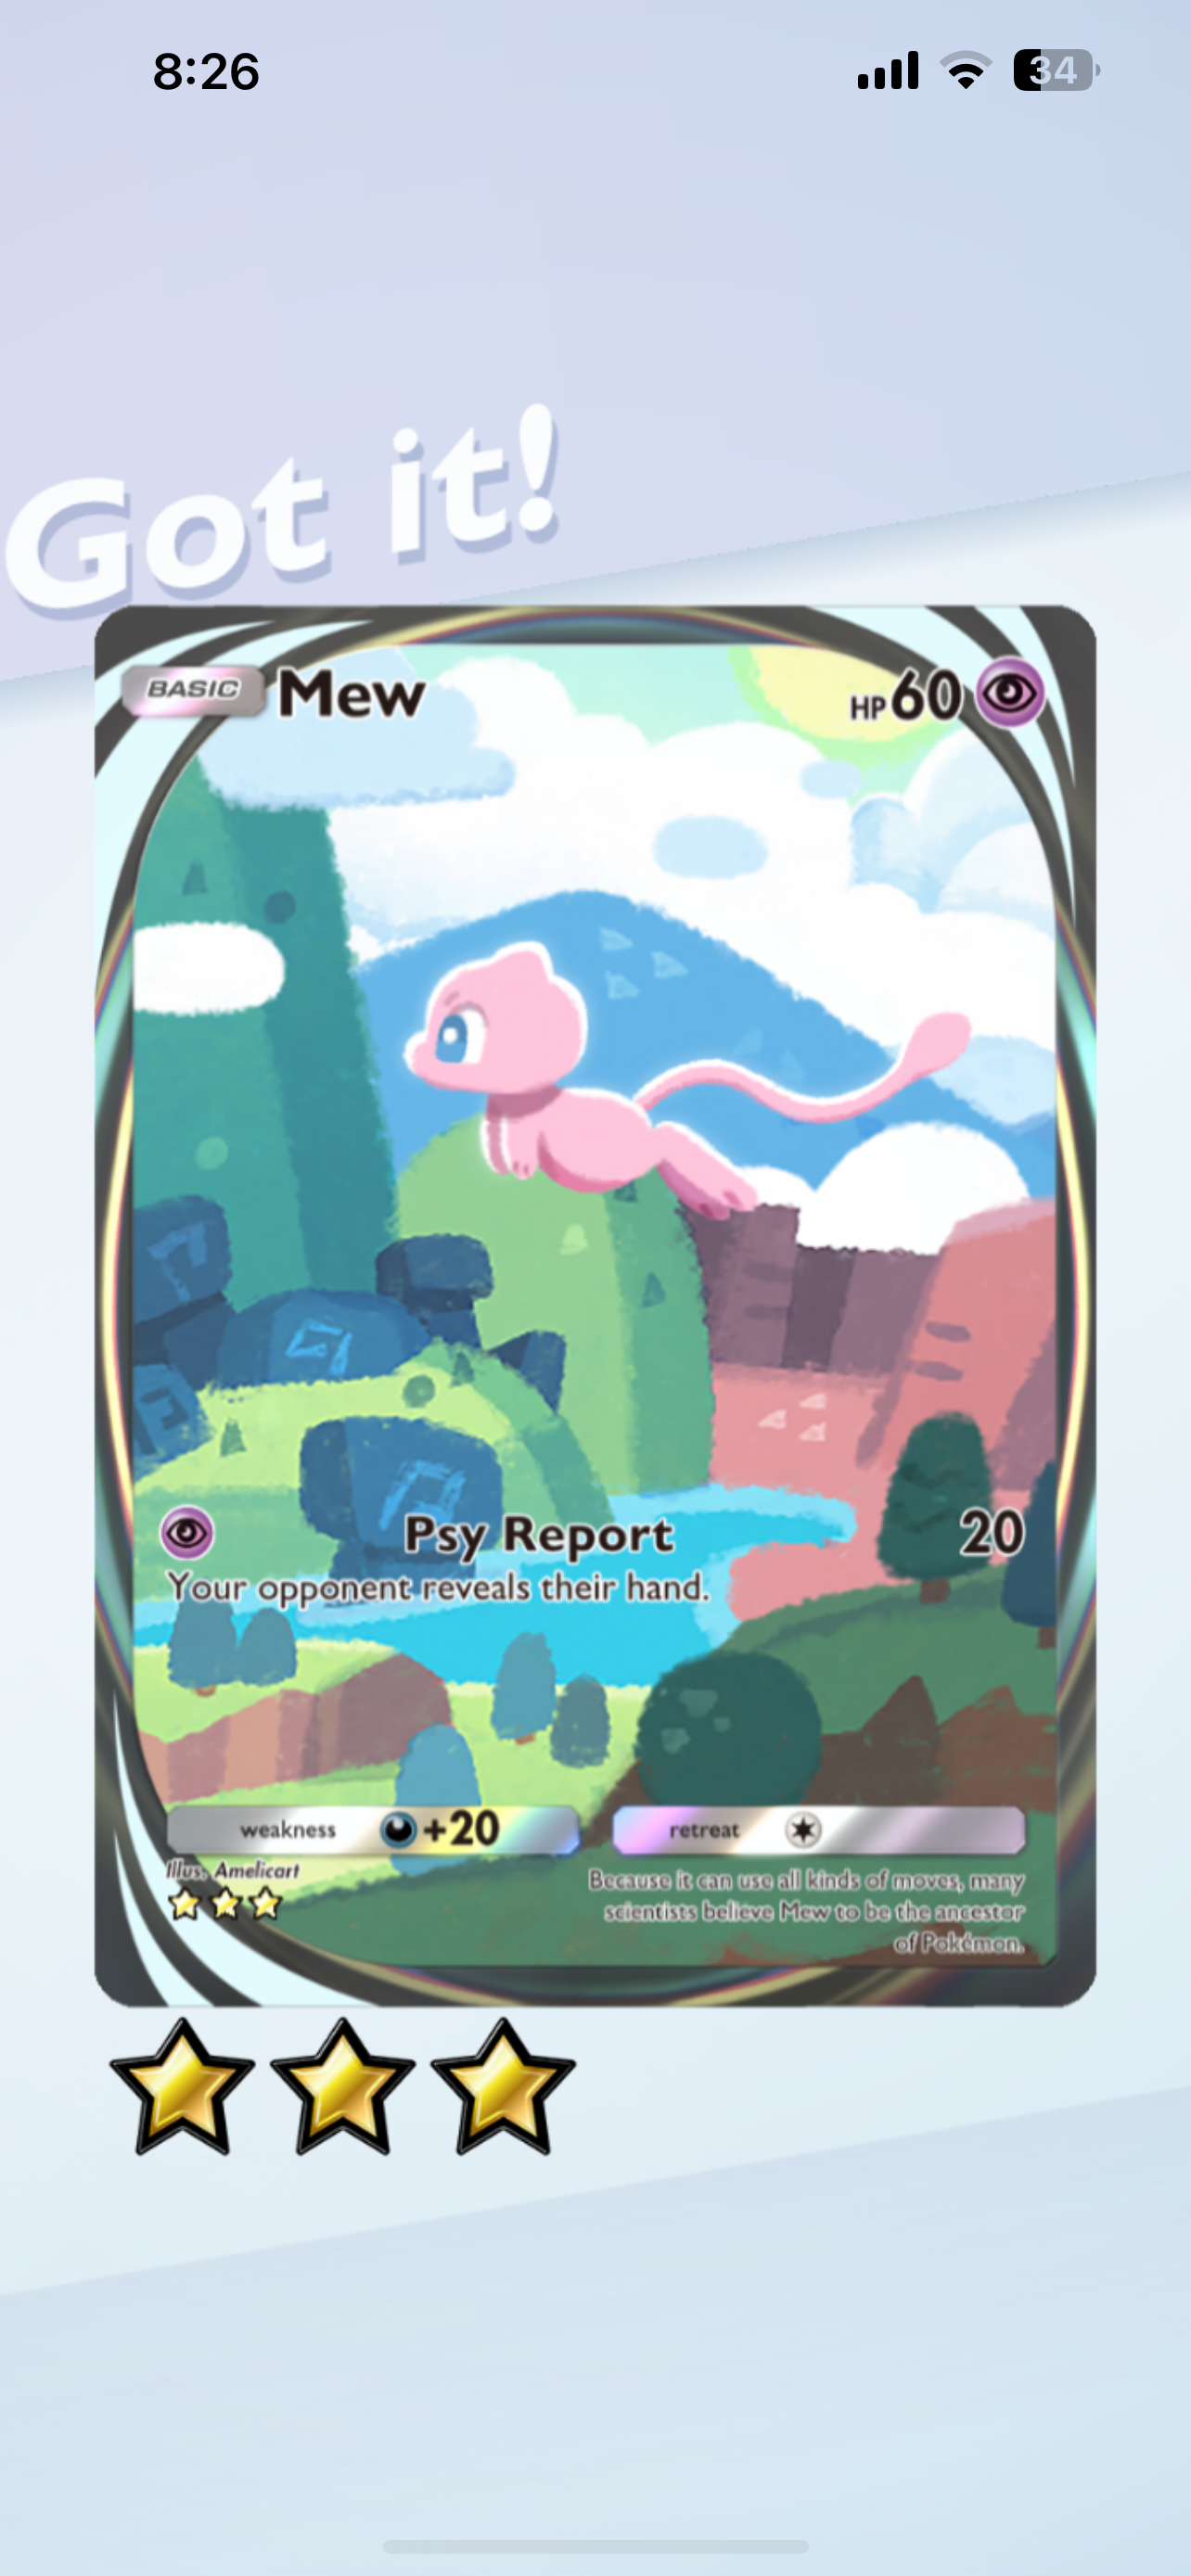 8:26
34
Got it!
BASIC Mew HP 60
Psy Report 20
Your opponent reveals their hand.
weakness +20 retreat
Illus. Amelicart
Because it can use all kinds of moves, many
scientists believe Mew to be the ancestor
of Pokémon.